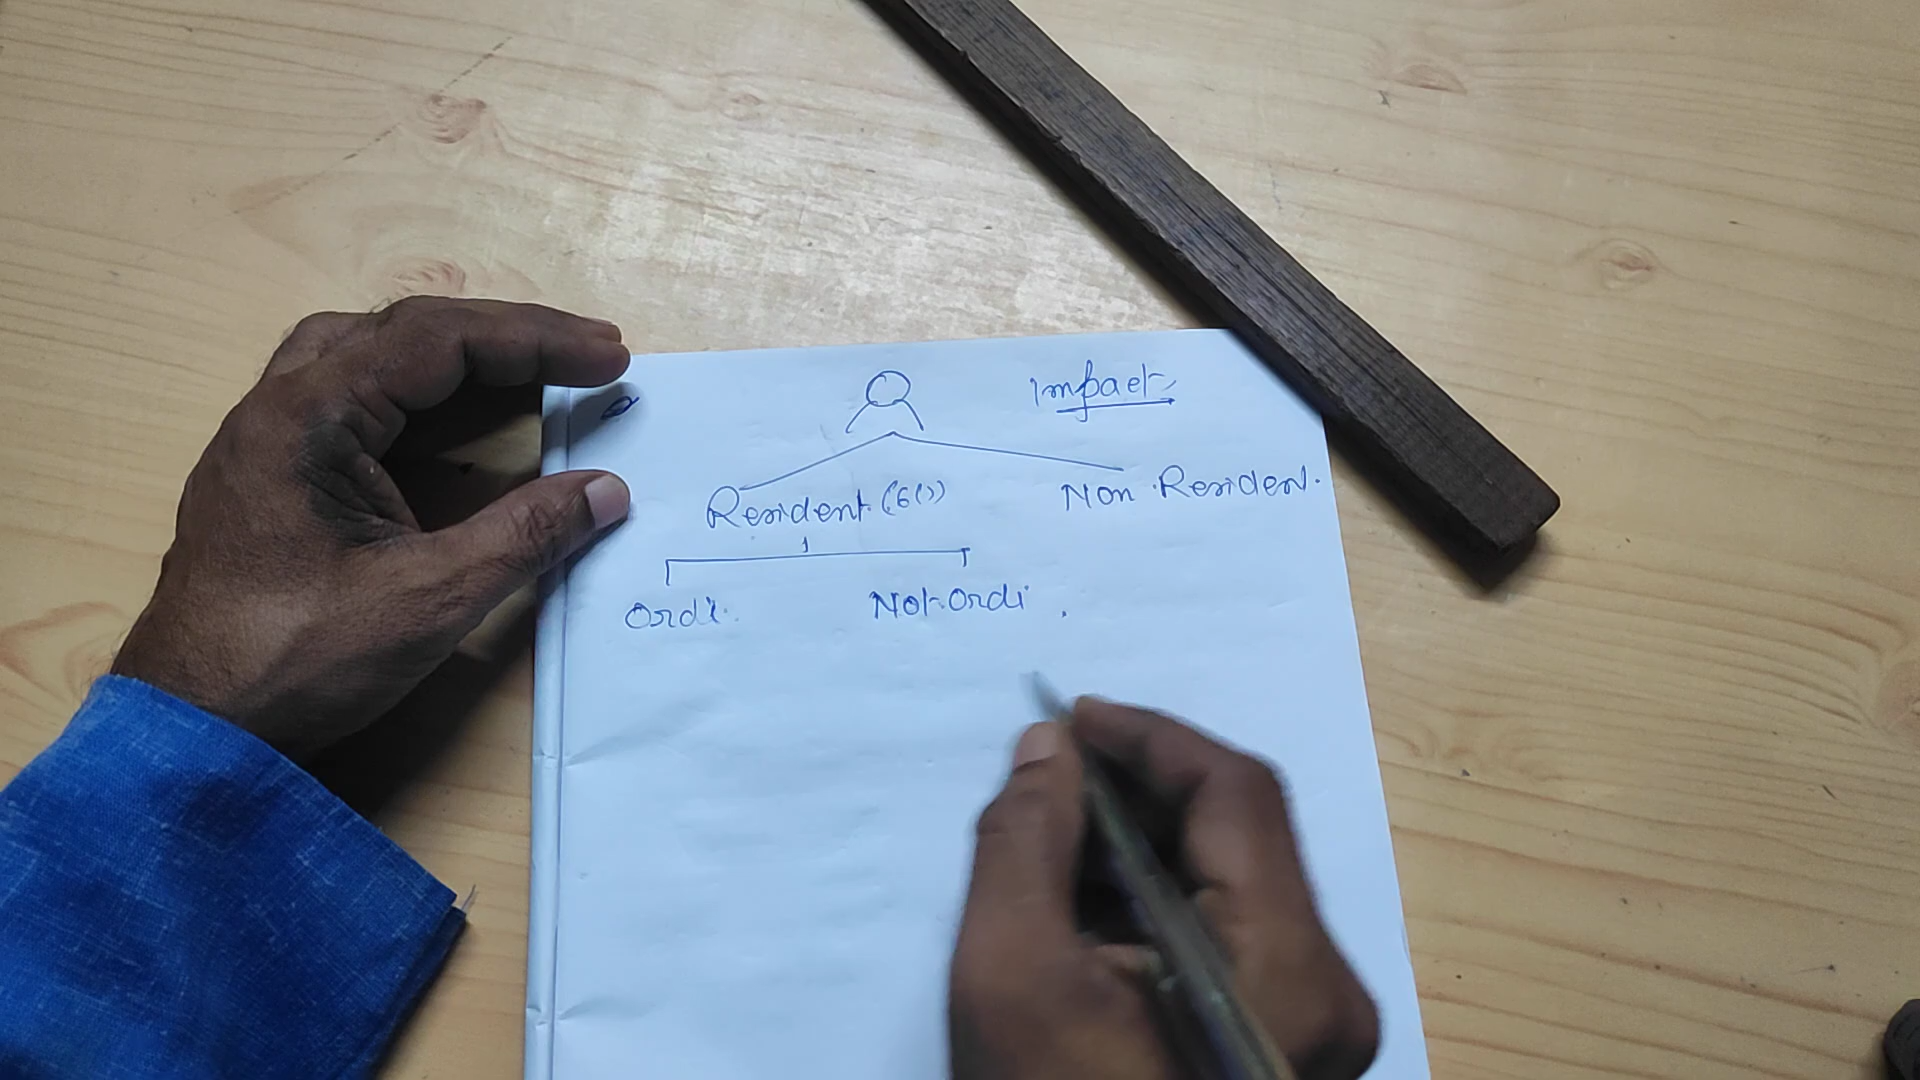 Impact
Resident (6(1)) Non Resident.
Ordi. Not-Ordi